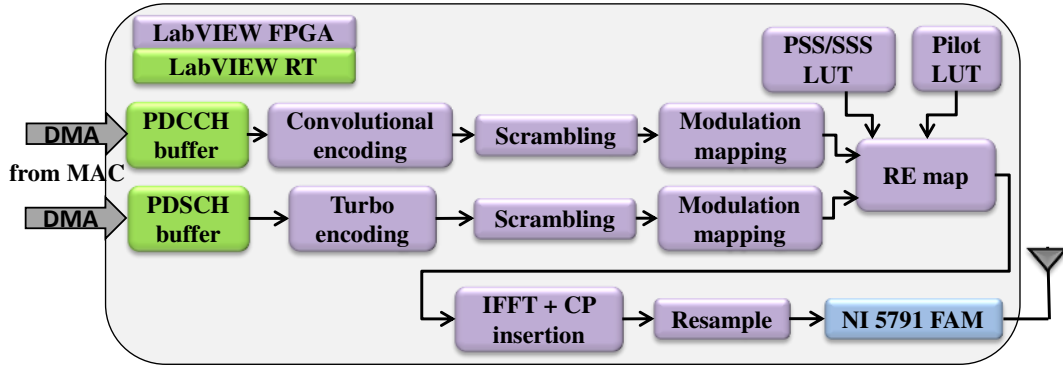 LabVIEW FPGA
LabVIEW RT
PSS/SSS
LUT
Pilot
LUT
DMA
from MAC
DMA
PDCCH
buffer
Convolutional
encoding
Scrambling
Modulation
mapping
RE map
PDSCH
buffer
Turbo
encoding
Scrambling
Modulation
mapping
IFFT + CP
insertion
Resample
NI 5791 FAM